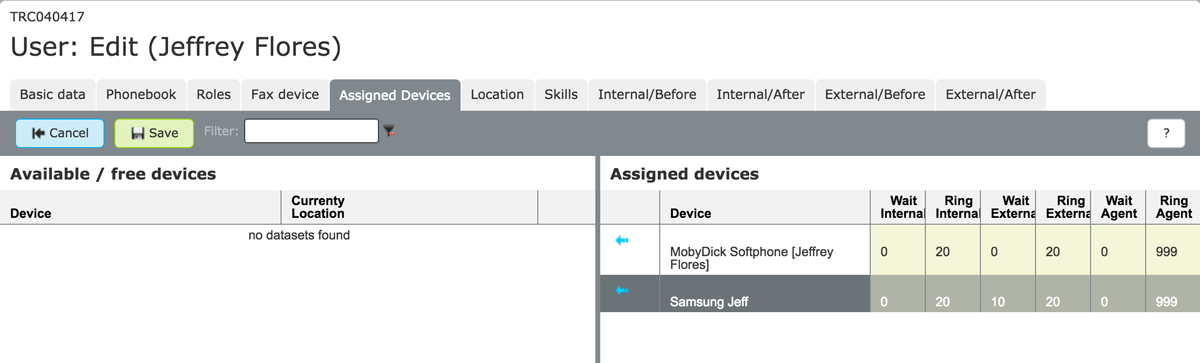 TRC040417
User: Edit (Jeffrey Flores)
Basic data Phonebook Roles Fax device Assigned Devices Location Skills Internal/Before Internal/After External/Before External/After
Cancel Save Filter: ?
Available / free devices Assigned devices
Device Currenty Location Device Wait Internal Ring Internal Wait Externa Ring Externa Wait Agent Ring Agent
no datasets found
MobyDick Softphone [Jeffrey 0 20 0 20 0 999
Flores]
Samsung Jeff 0 20 10 20 0 999